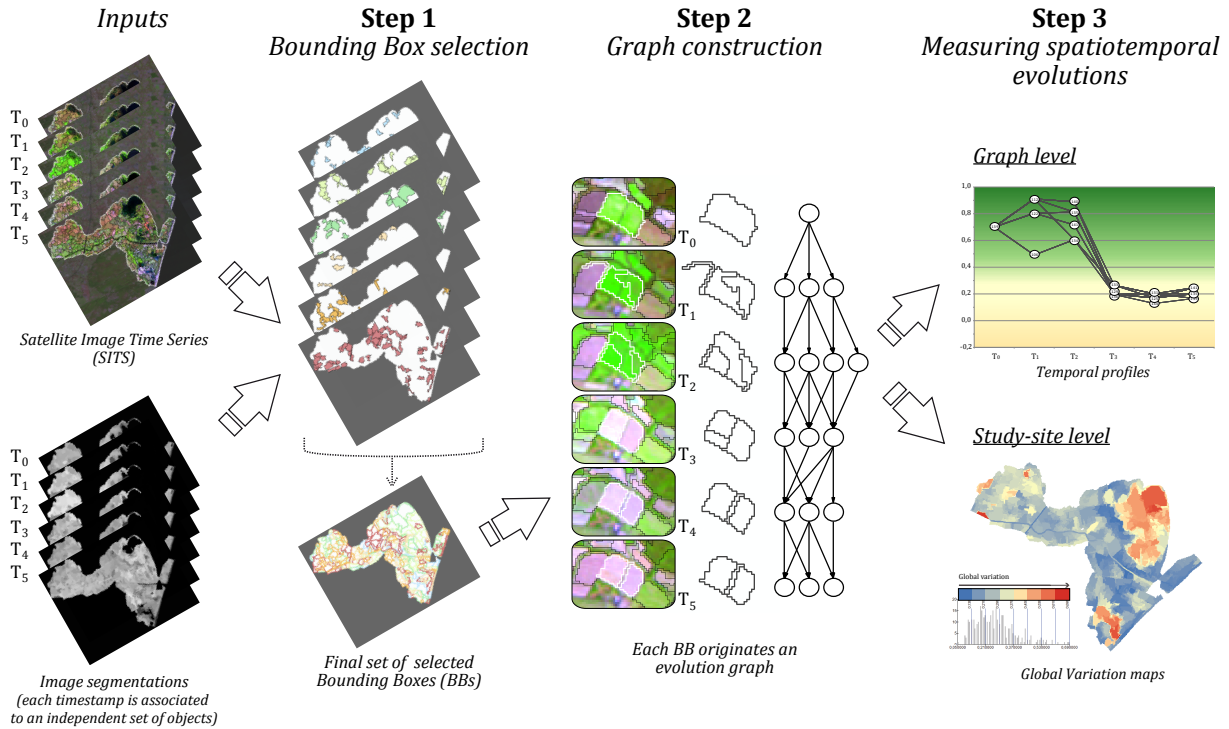 Inputs
T0
T1
T2
T3
T4
T5
Satellite Image Time Series
(SITS)
T0
T1
T2
T3
T4
T5
Image segmentations
(each timestamp is associated
to an independent set of objects)
Step 1
Bounding Box selection
Final set of selected
Bounding Boxes (BBs)
Step 2
Graph construction
T0
T1
T2
T3
T4
T5
Each BB originates an
evolution graph
Step 3
Measuring spatiotemporal
evolutions
Graph level
1,0
0,8
0,6
0,4
0,2
0,0
-0,2
T0 T1 T2 T3 T4 T5
Temporal profiles
Study-site level
Global variation
Global Variation maps